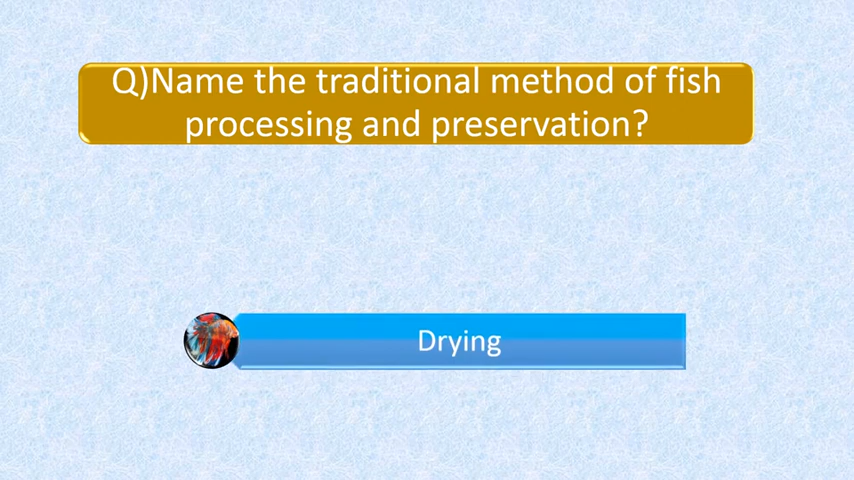 Q)Name the traditional method of fish
processing and preservation?
Drying